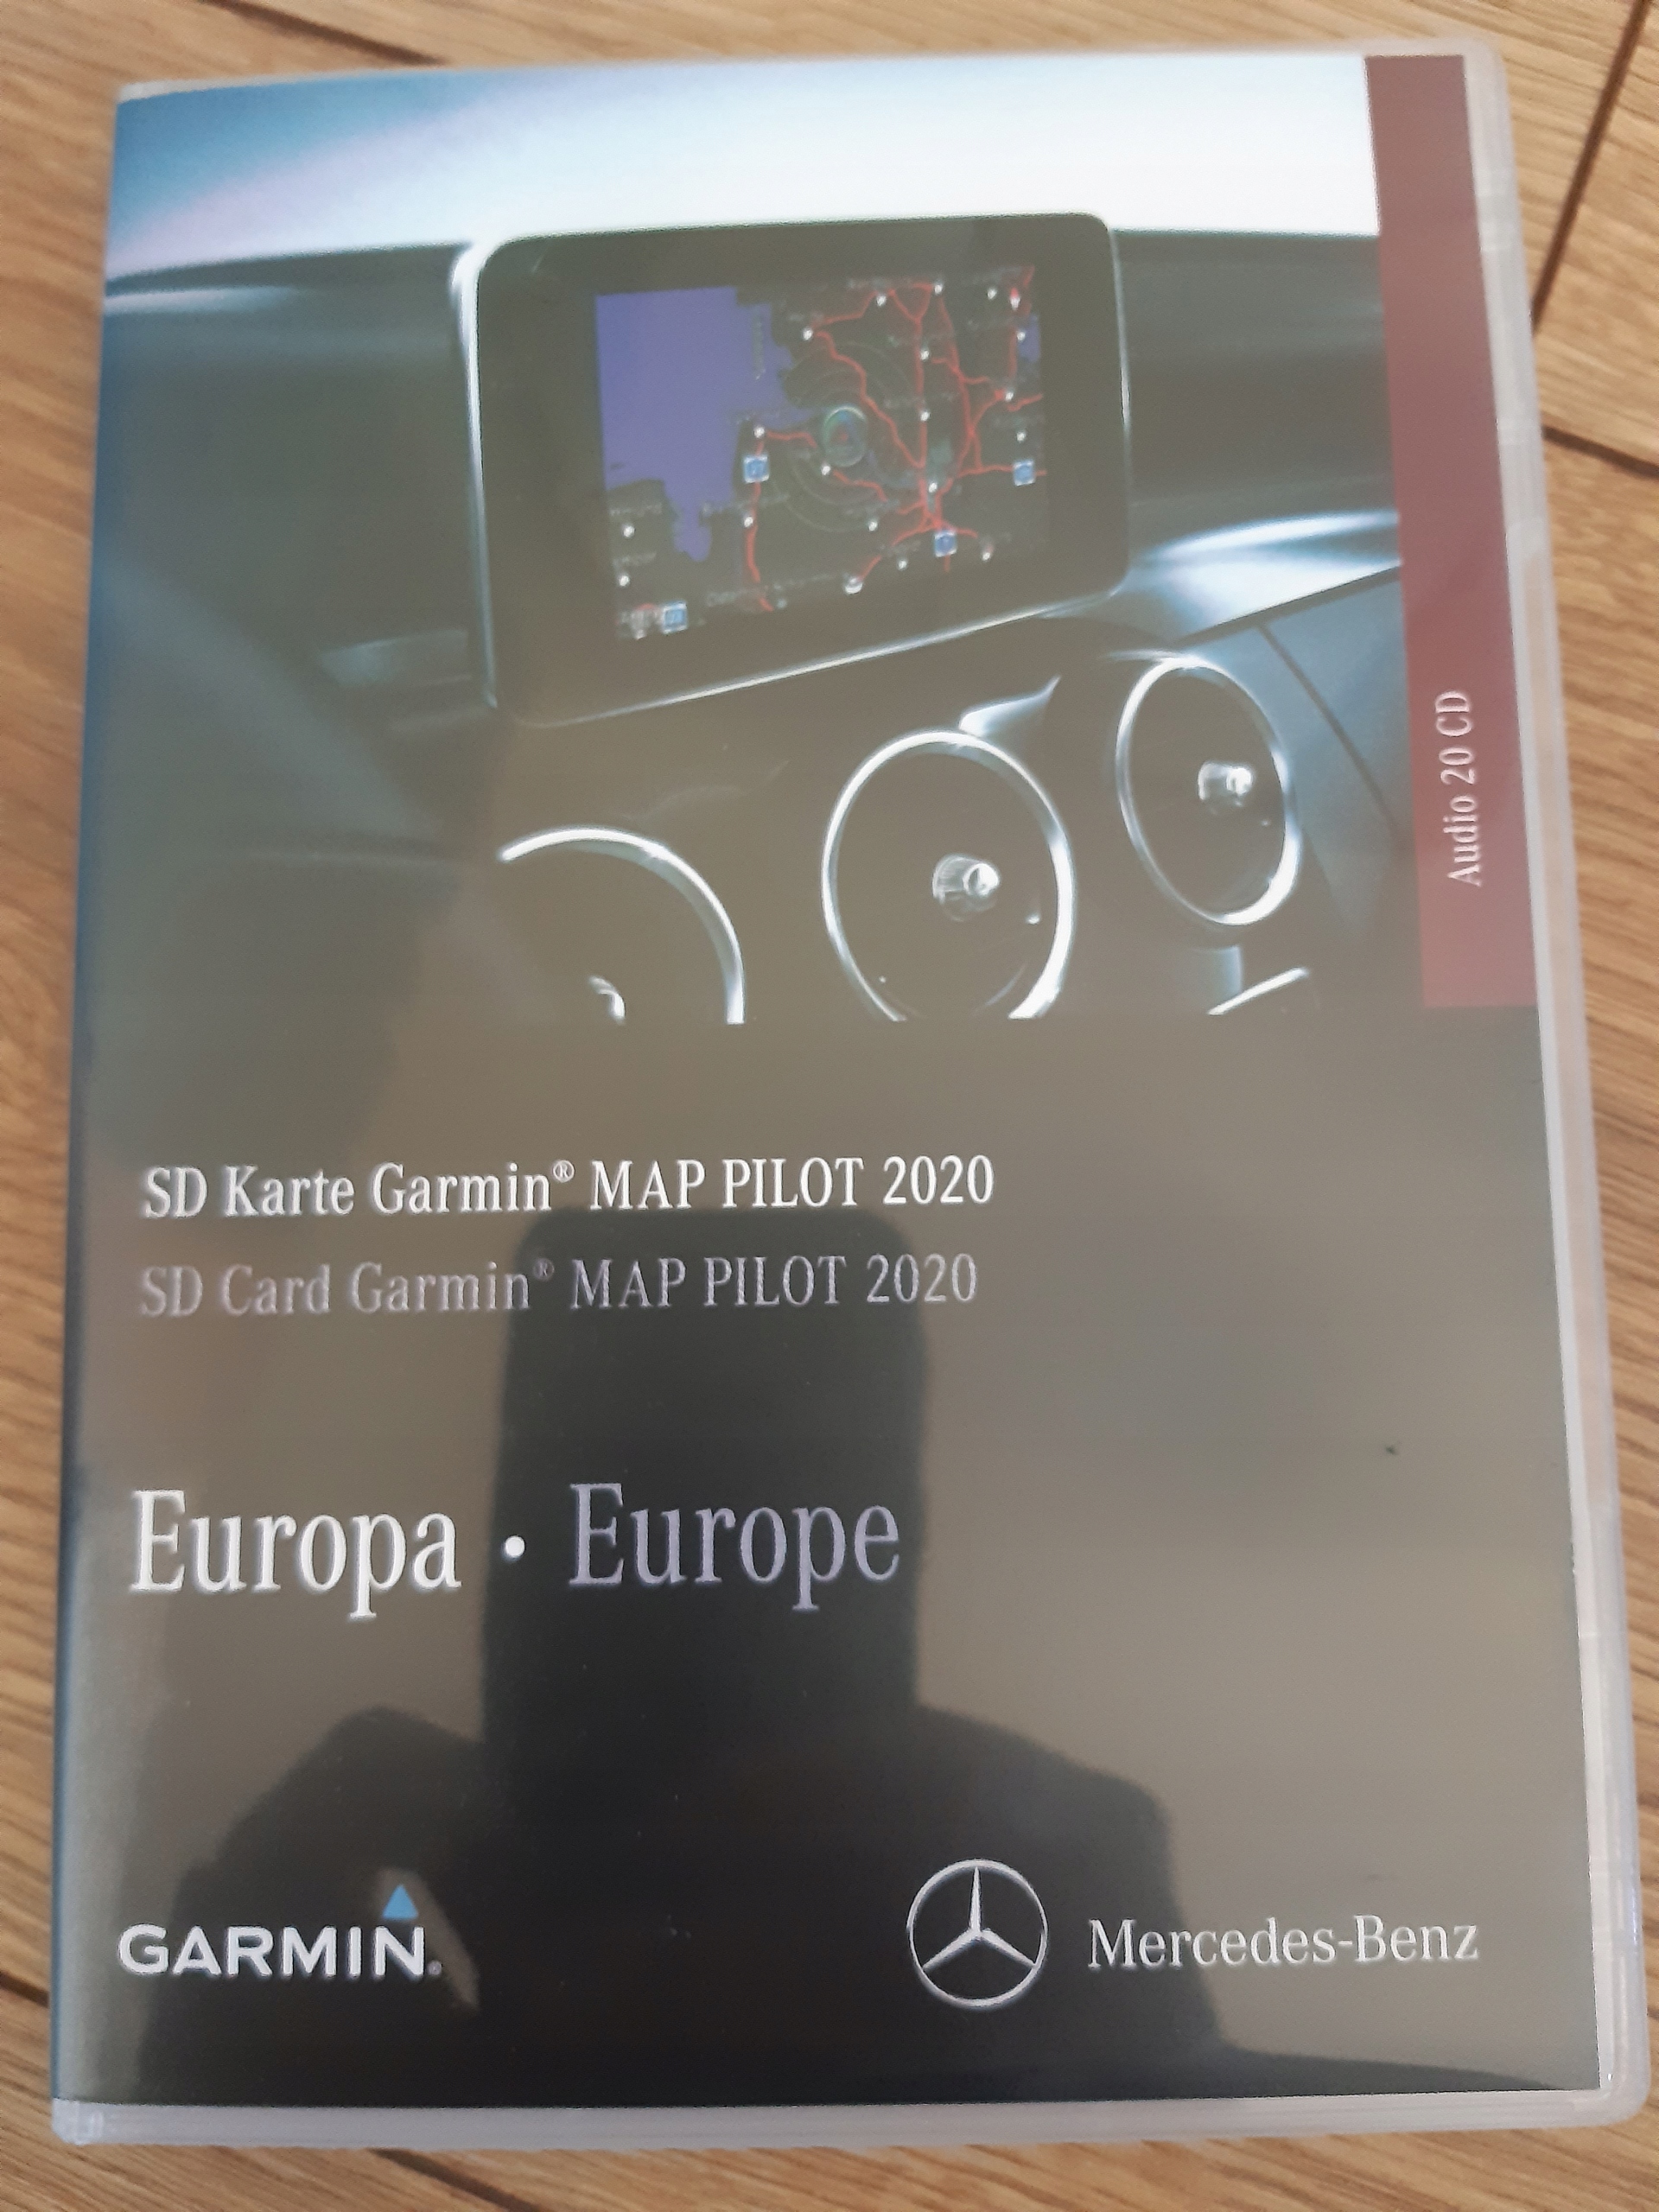 Audio 20 CD
SD Karte Garmin® MAP PILOT 2020
SD Card Garmin® MAP PILOT 2020
Europa • Europe
GARMIN®
Mercedes-Benz